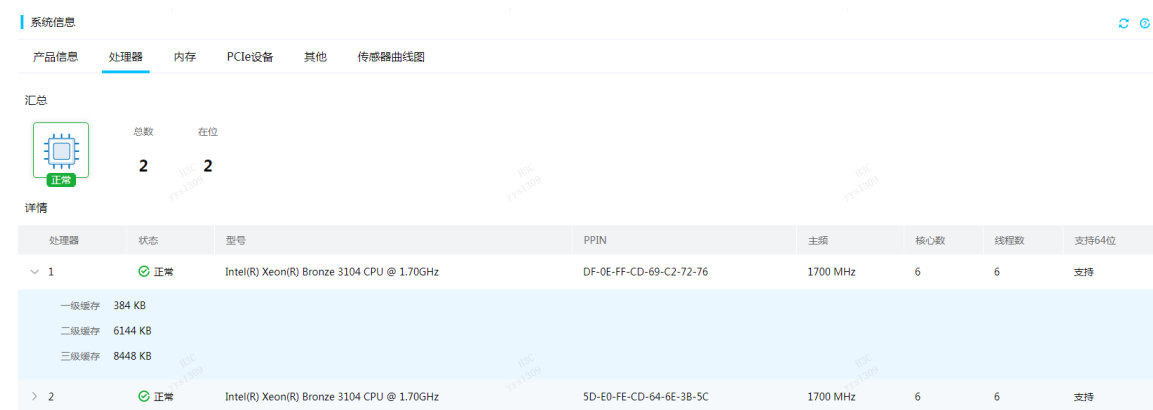 系统信息
产品信息 处理器 内存 PCIe设备 其他 传感器曲线图
汇总
总数 在位
2 2
正常
详情
处理器 状态 型号 PPIN 主频 核心数 线程数 支持64位
1 正常 Intel(R) Xeon(R) Bronze 3104 CPU @ 1.70GHz DF-0E-FF-CD-69-C2-72-76 1700 MHz 6 6 支持
一级缓存 384 KB
二级缓存 6144 KB
三级缓存 8448 KB
2 正常 Intel(R) Xeon(R) Bronze 3104 CPU @ 1.70GHz 5D-E0-FE-CD-64-6E-3B-5C 1700 MHz 6 6 支持